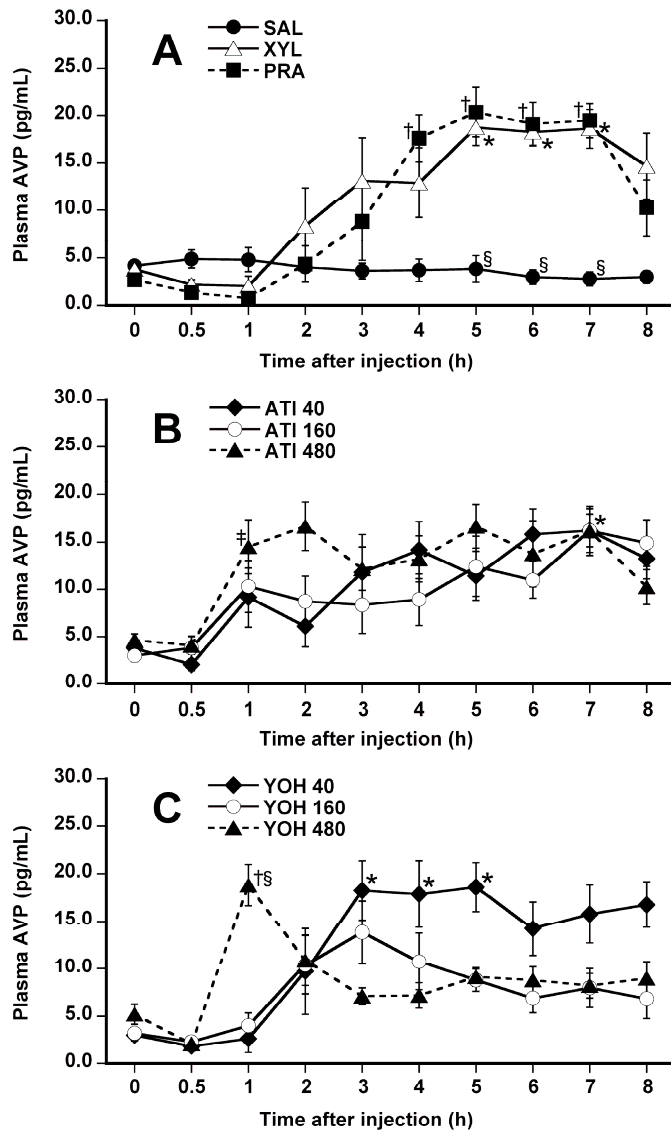 A
SAL
XYL
PRA
Plasma AVP (pg/mL)
30.0
25.0
20.0
15.0
10.0
5.0
0.0
† † † †
* * *
§ § §
0 0.5 1 2 3 4 5 6 7 8
Time after injection (h)
B
ATI 40
ATI 160
ATI 480
Plasma AVP (pg/mL)
30.0
25.0
20.0
15.0
10.0
5.0
0.0
‡ *
0 0.5 1 2 3 4 5 6 7 8
Time after injection (h)
C
YOH 40
YOH 160
YOH 480
Plasma AVP (pg/mL)
30.0
25.0
20.0
15.0
10.0
5.0
0.0
†§ * * *
0 0.5 1 2 3 4 5 6 7 8
Time after injection (h)